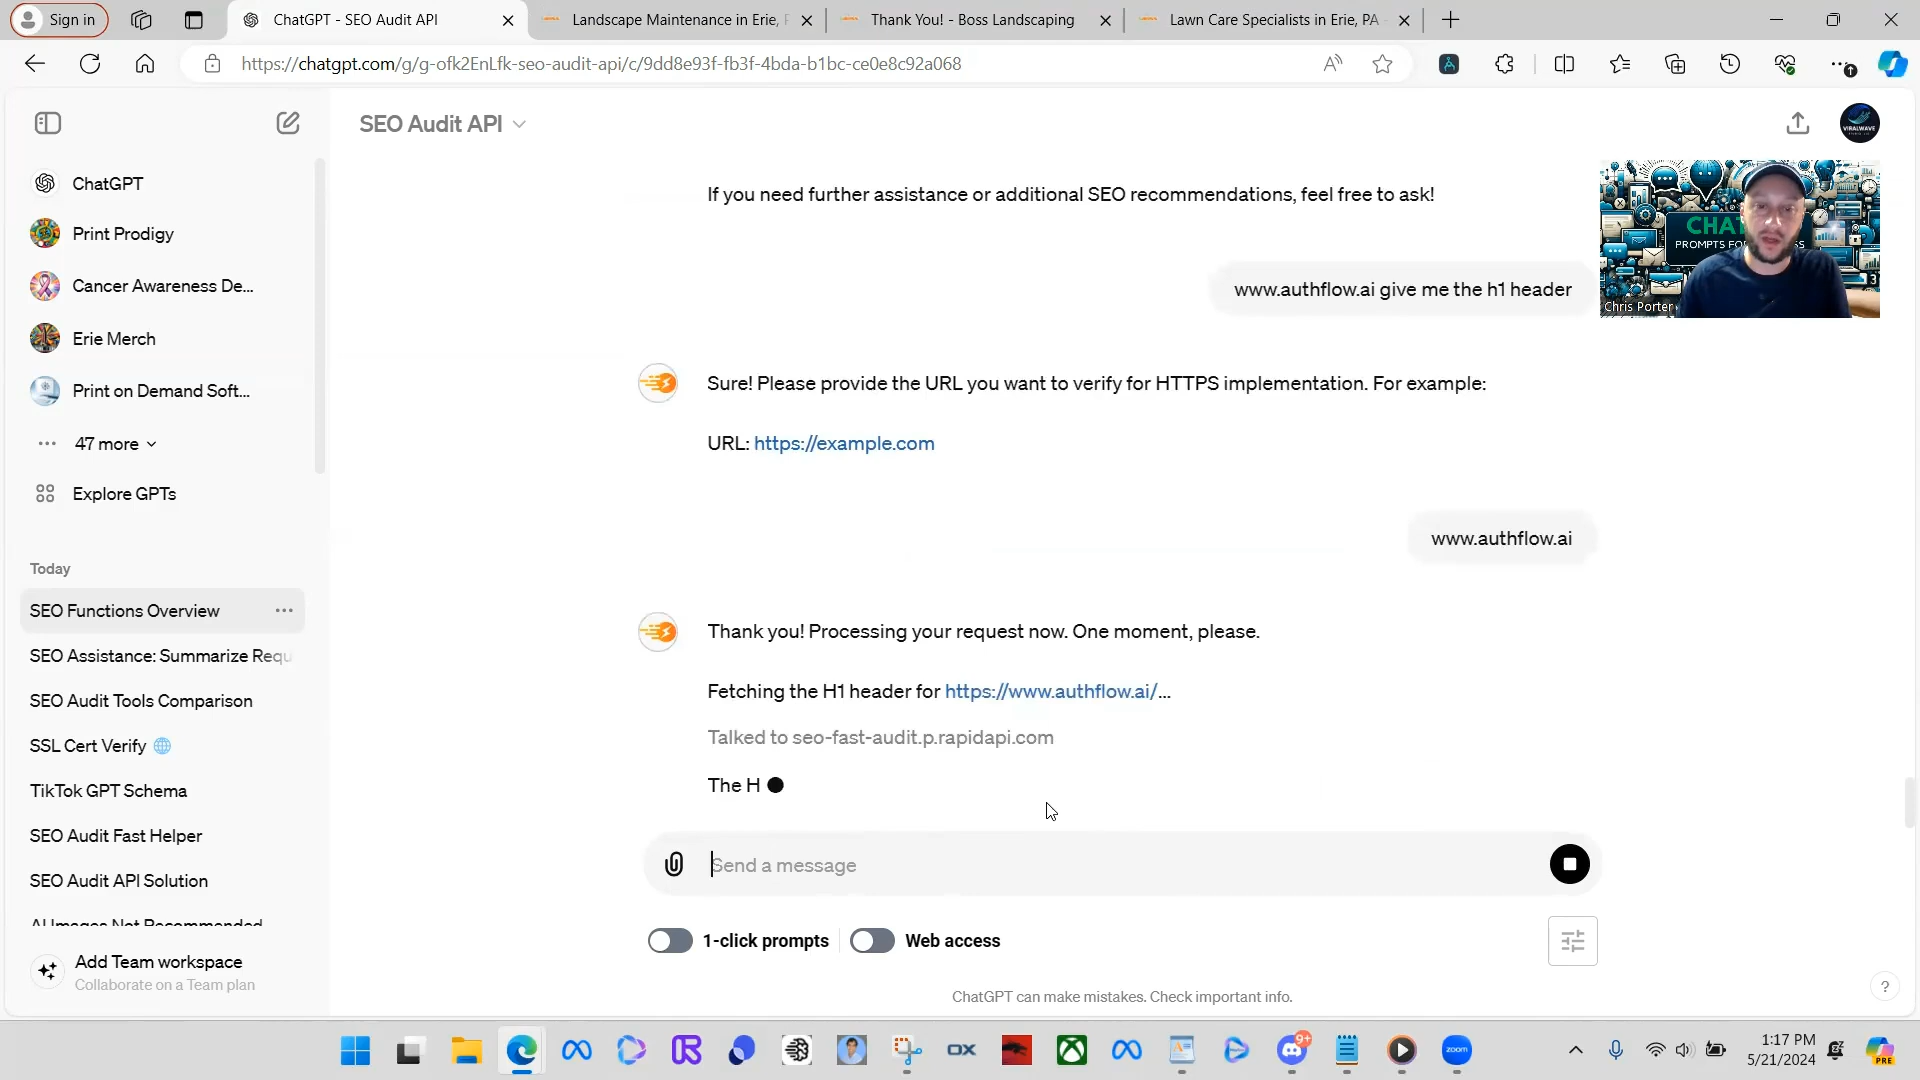 Sign in
ChatGPT - SEO Audit API
Landscape Maintenance in Erie,
Thank You! - Boss Landscaping
Lawn Care Specialists in Erie, PA
https://chatgpt.com/g/g-ofk2EnLfk-seo-audit-api/c/9dd8e93f-fb3f-4bda-b1bc-ce0e8c92a068
SEO Audit API
VIRALWAVE
ChatGPT
Print Prodigy
Cancer Awareness De...
Erie Merch
Print on Demand Soft...
47 more
Explore GPTs
Today
SEO Functions Overview
SEO Assistance: Summarize Requ
SEO Audit Tools Comparison
SSL Cert Verify
TikTok GPT Schema
SEO Audit Fast Helper
SEO Audit API Solution
AI Images Not Recommended
Add Team workspace
Collaborate on a Team plan
If you need further assistance or additional SEO recommendations, feel free to ask!
www.authflow.ai give me the h1 header
Sure! Please provide the URL you want to verify for HTTPS implementation. For example:
URL: https://example.com
www.authflow.ai
Thank you! Processing your request now. One moment, please.
Fetching the H1 header for https://www.authflow.ai/...
Talked to seo-fast-audit.p.rapidapi.com
The H
Send a message
1-click prompts
Web access
ChatGPT can make mistakes. Check important info.
?
CHAT
PROMPTS FO
Chris Porter
OX
9+
zoom
1:17 PM
5/21/2024
PRE